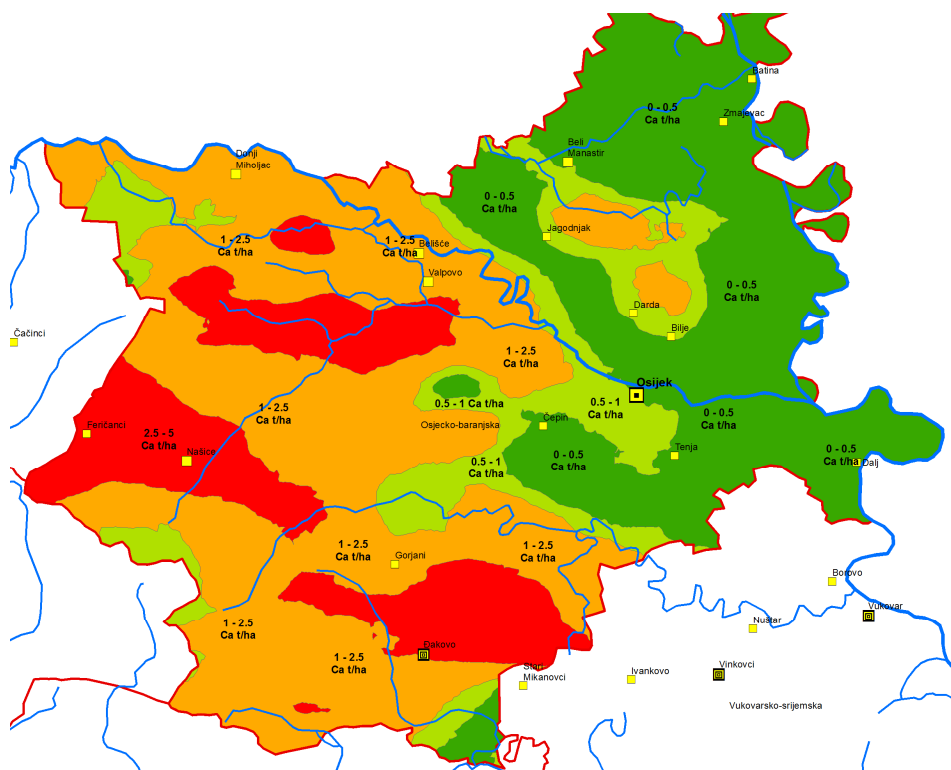 Batina
0 - 0.5
Ca t/ha
Zmajevac
Beli
Manastir
Donji
Miholjac
0 - 0.5
Ca t/ha
Jagodnjak
1 - 2.5
Ca t/ha
1 - 2.5
Ca t/ha
Belišće
Valpovo
0 - 0.5
Ca t/ha
Darda
Bilje
Čačinci
1 - 2.5
Ca t/ha
Osijek
0.5 - 1 Ca t/ha
0.5 - 1
Ca t/ha
1 - 2.5
Ca t/ha
0 - 0.5
Ca t/ha
Čepin
Osjecko-baranjska
Feričanci
2.5 - 5
Ca t/ha
Našice
Tenja
0 - 0.5
Ca t/ha
Dalj
0.5 - 1
Ca t/ha
0 - 0.5
Ca t/ha
1 - 2.5
Ca t/ha
Gorjani
1 - 2.5
Ca t/ha
Borovo
Vukovar
Nuštar
1 - 2.5
Ca t/ha
Đakovo
1 - 2.5
Ca t/ha
Stari
Mikanovci
Ivankovo
Vinkovci
Vukovarsko-srijemska